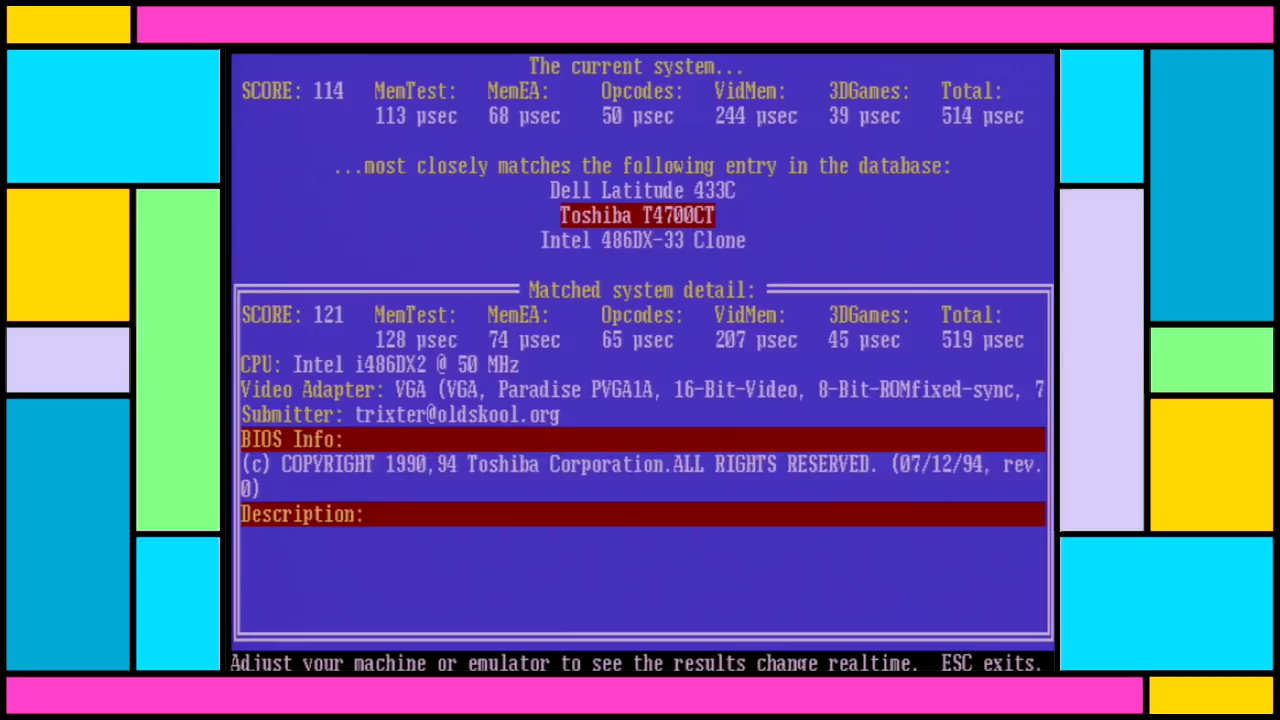 The current system...
SCORE: 114 MemTest: MemEA: Opcodes: VidMem: 3DGames: Total:
113 µsec 68 µsec 50 µsec 244 µsec 39 µsec 514 µsec
...most closely matches the following entry in the database:
Dell Latitude 433C
Toshiba T4700CT
Intel 486DX-33 Clone
Matched system detail:
SCORE: 121 MemTest: MemEA: Opcodes: VidMem: 3DGames: Total:
128 µsec 74 µsec 65 µsec 207 µsec 45 µsec 519 µsec
CPU: Intel i486DX2 @ 50 MHz
Video Adapter: VGA (VGA, Paradise PVGA1A, 16-Bit-Video, 8-Bit-ROMfixed-sync, 7
Submitter: trixter@oldskool.org
BIOS Info:
(c) COPYRIGHT 1990,94 Toshiba Corporation.ALL RIGHTS RESERVED. (07/12/94, rev.
0)
Description:
Adjust your machine or emulator to see the results change realtime. ESC exits.